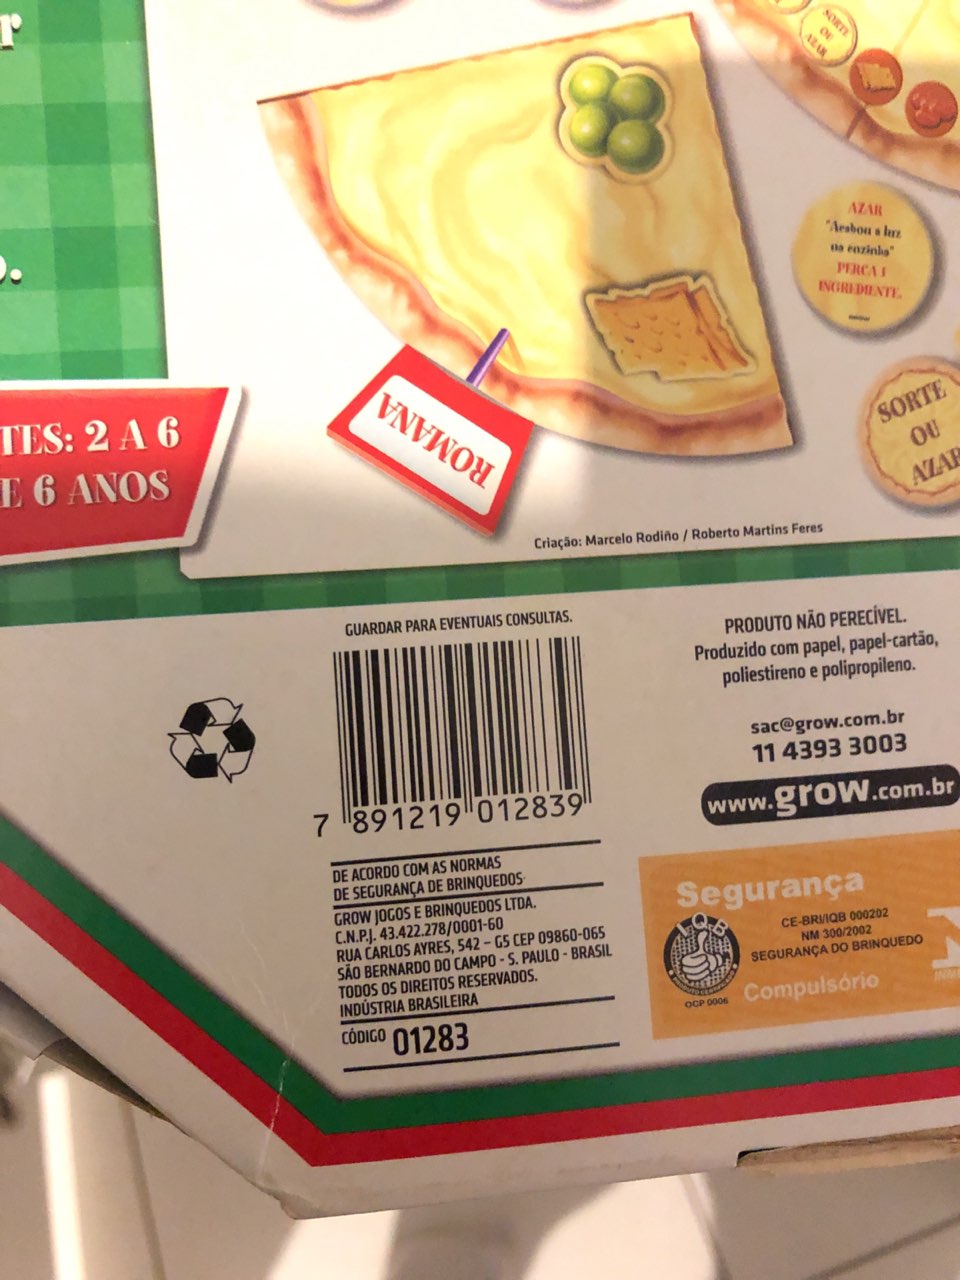 r
o.
TES: 2 A 6
E 6 ANOS
ROMANA
SORTE
OU
AZAR
AZAR
"Acabou a luz
na cozinha"
PERCA 1
INGREDIENTE.
SORTE
OU
AZAR
Criação: Marcelo Rodiño / Roberto Martins Feres
GUARDAR PARA EVENTUAIS CONSULTAS.
7 891219 012839
DE ACORDO COM AS NORMAS
DE SEGURANÇA DE BRINQUEDOS
GROW JOGOS E BRINQUEDOS LTDA.
C.N.P.J. 43.422.278/0001-60
RUA CARLOS AYRES, 542 – G5 CEP 09860-065
SÃO BERNARDO DO CAMPO - S. PAULO - BRASIL
TODOS OS DIREITOS RESERVADOS.
INDÚSTRIA BRASILEIRA
CÓDIGO 01283
PRODUTO NÃO PERECÍVEL.
Produzido com papel, papel-cartão,
poliestireno e polipropileno.
sac@grow.com.br
11 4393 3003
www.grow.com.br
Segurança
IQB
CE-BRI/IQB 000202
NM 300/2002
SEGURANÇA DO BRINQUEDO
Compulsório
OCP 0006